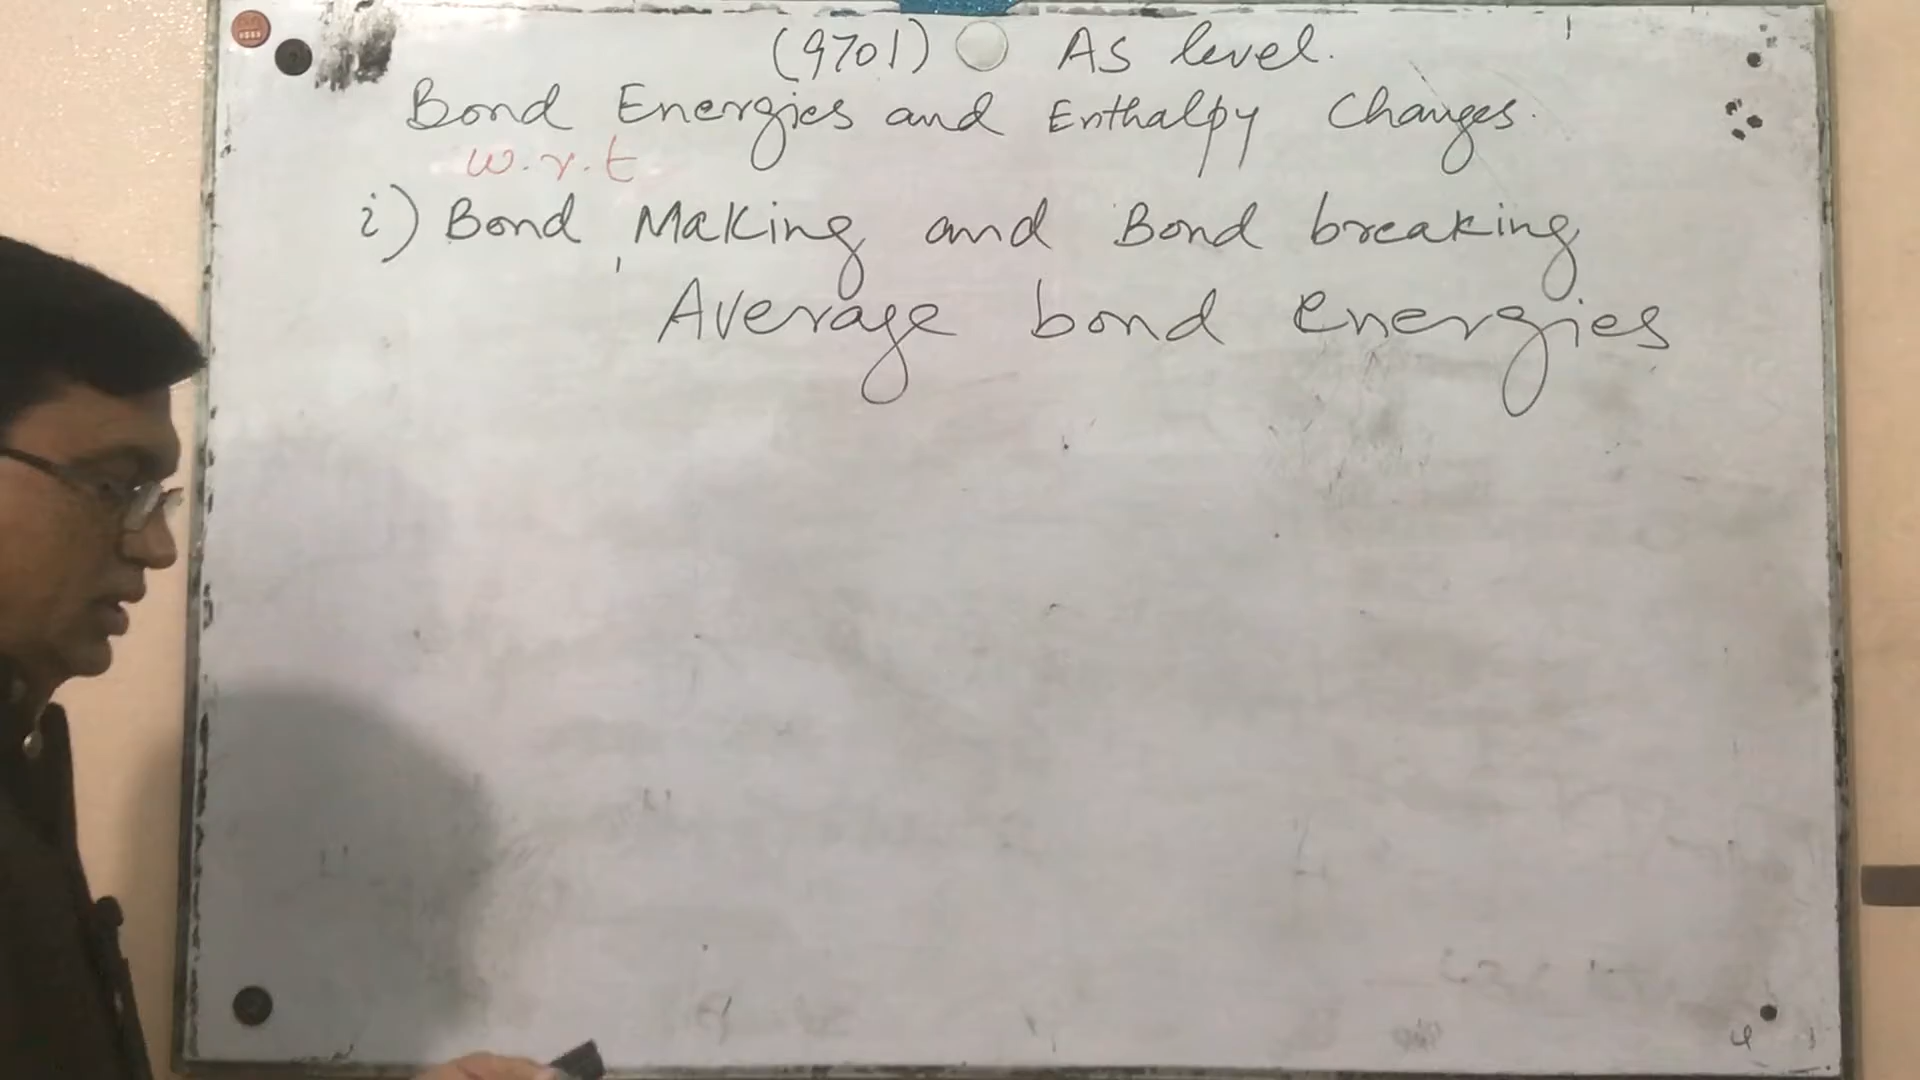 (9701) As level.
Bond Energies and Enthalpy Changes.
w.r.t
i) Bond Making and Bond breaking
Average bond energies